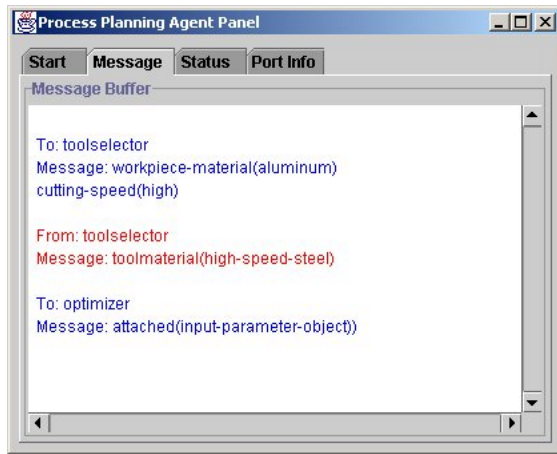 Process Planning Agent Panel
Start Message Status Port Info
Message Buffer
To: toolselector
Message: workpiece-material(aluminum)
cutting-speed(high)
From: toolselector
Message: toolmaterial(high-speed-steel)
To: optimizer
Message: attached(input-parameter-object))